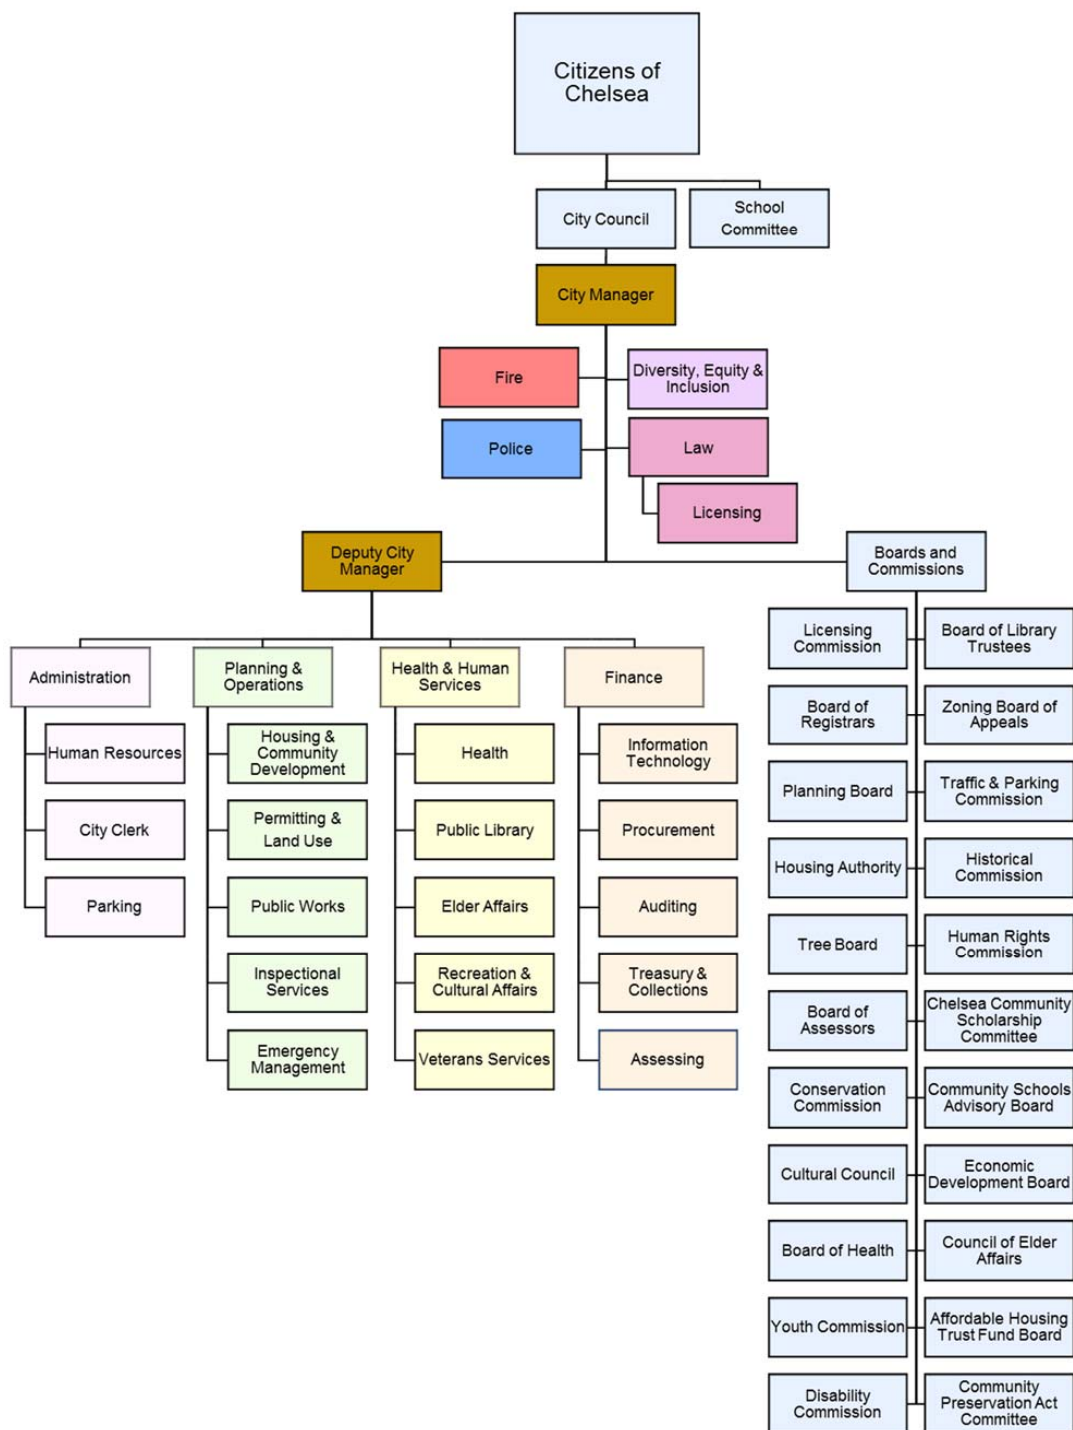 Citizens of
Chelsea
City Council
School
Committee
City Manager
Fire
Diversity, Equity &
Inclusion
Police
Law
Licensing
Deputy City
Manager
Boards and
Commissions
Administration
Human Resources
City Clerk
Parking
Planning &
Operations
Housing &
Community
Development
Permitting &
Land Use
Public Works
Inspectional
Services
Emergency
Management
Health & Human
Services
Health
Public Library
Elder Affairs
Recreation &
Cultural Affairs
Veterans Services
Finance
Information
Technology
Procurement
Auditing
Treasury &
Collections
Assessing
Licensing
Commission
Board of Library
Trustees
Board of
Registrars
Zoning Board of
Appeals
Planning Board
Traffic & Parking
Commission
Housing Authority
Historical
Commission
Tree Board
Human Rights
Commission
Board of
Assessors
Chelsea Community
Scholarship
Committee
Conservation
Commission
Community Schools
Advisory Board
Cultural Council
Economic
Development Board
Board of Health
Council of Elder
Affairs
Youth Commission
Affordable Housing
Trust Fund Board
Disability
Commission
Community
Preservation Act
Committee